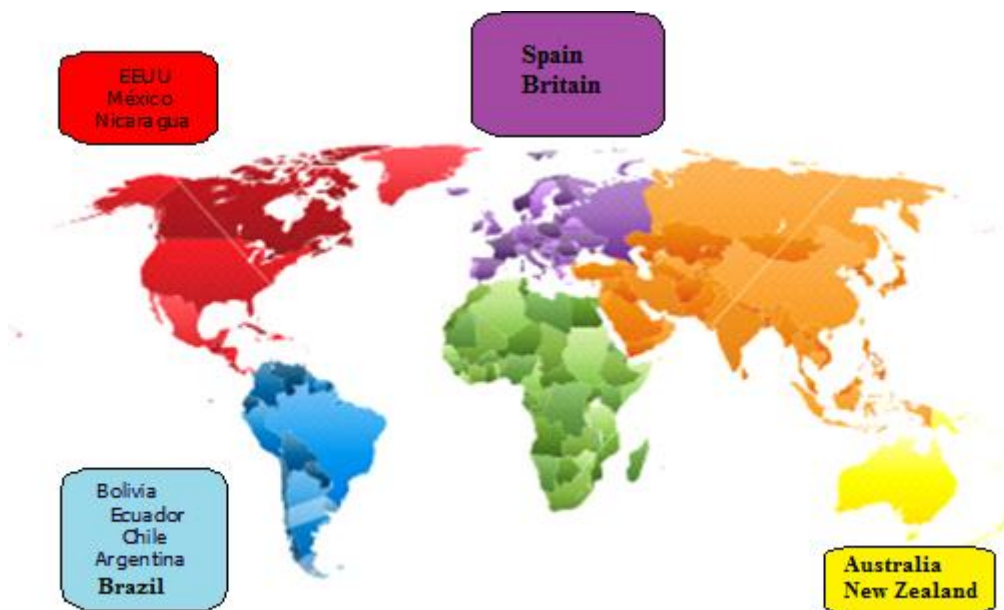 EEUU
México
Nicaragua
Spain
Britain
Bolivia
Ecuador
Chile
Argentina
Brazil
Australia
New Zealand